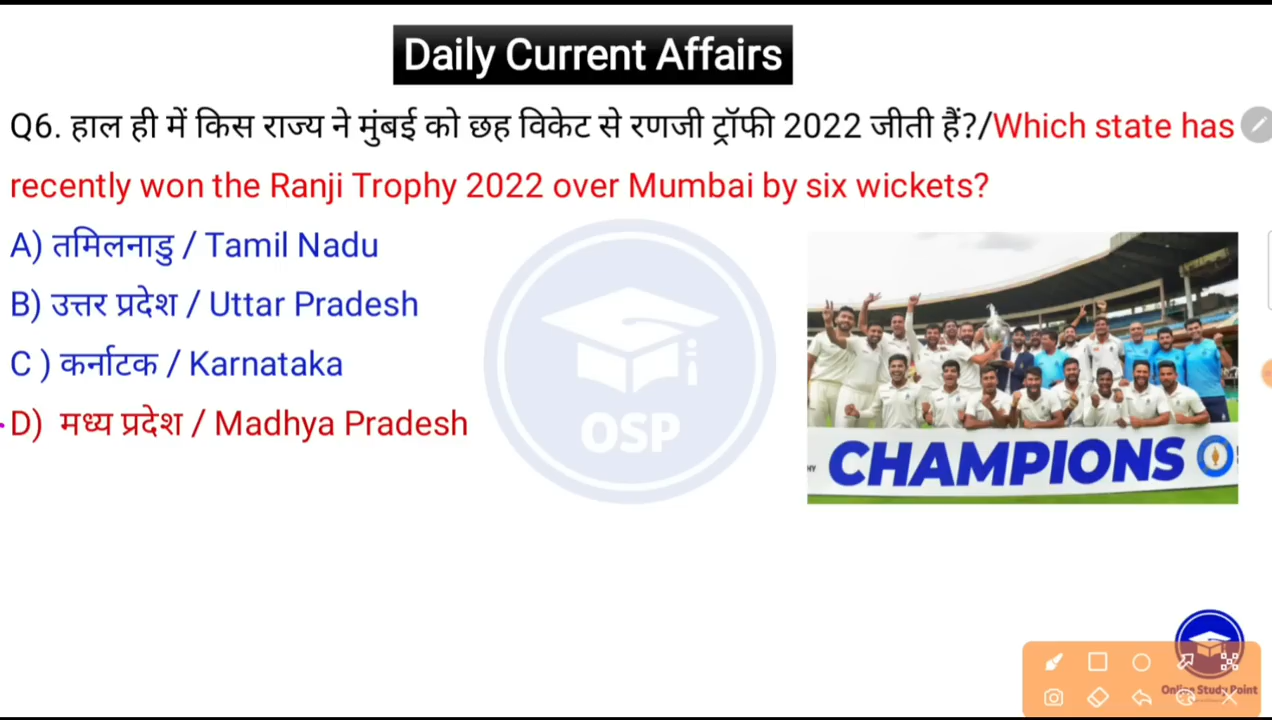 Daily Current Affairs
Q6. हाल ही में किस राज्य ने मुंबई को छह विकेट से रणजी ट्रॉफी 2022 जीती हैं?/Which state has
recently won the Ranji Trophy 2022 over Mumbai by six wickets?
A) तमिलनाडु / Tamil Nadu
B) उत्तर प्रदेश / Uttar Pradesh
C ) कर्नाटक / Karnataka
D) मध्य प्रदेश / Madhya Pradesh
OSP
CHAMPIONS
Online Study Point